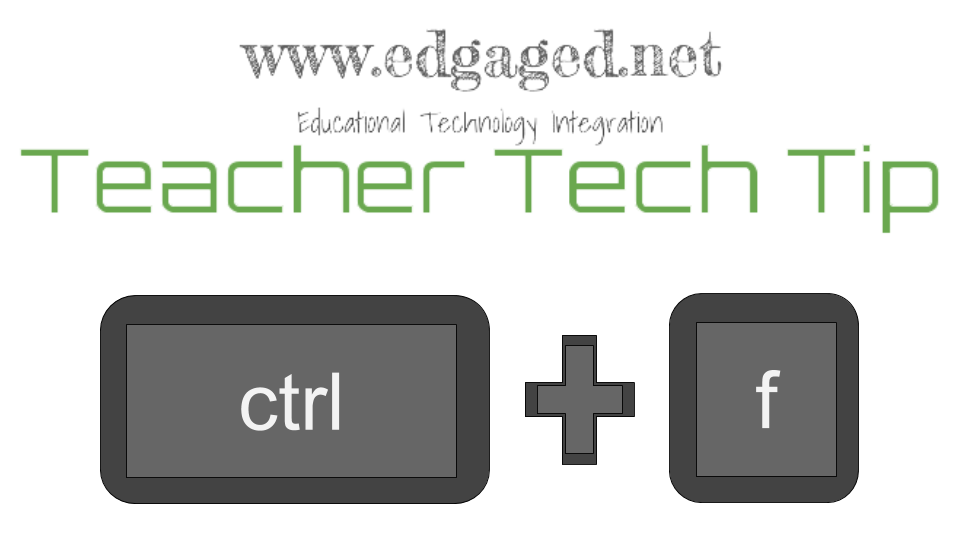 www.edgaged.net
Educational Technology Integration
Teacher Tech Tip
ctrl + f